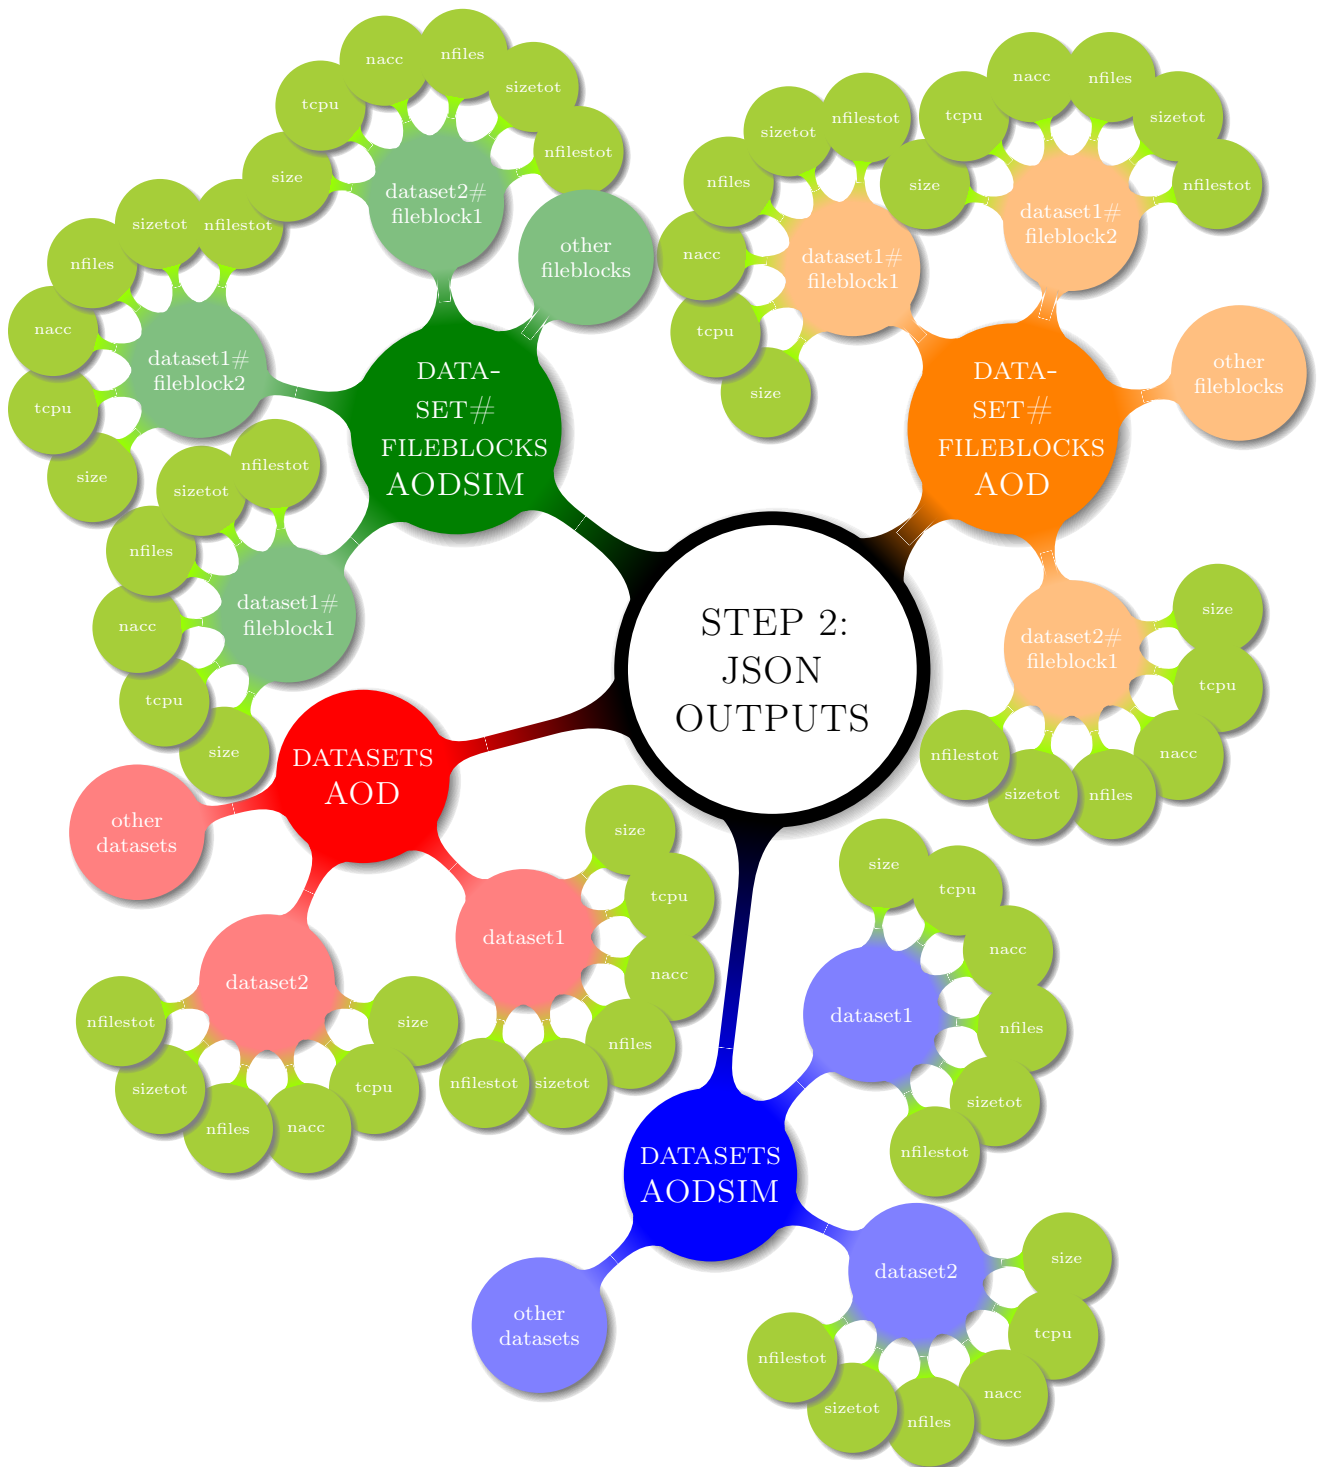 STEP 2:
JSON
OUTPUTS
DATA-
SET#
FILEBLOCKS
AODSIM
dataset2#
fileblock1
size
tcpu
nacc
nfiles
sizetot
nfilestot
other
fileblocks
dataset1#
fileblock2
size
tcpu
nacc
nfiles
sizetot
nfilestot
dataset1#
fileblock1
size
tcpu
nacc
nfiles
sizetot
nfilestot
DATA-
SET#
FILEBLOCKS
AOD
dataset1#
fileblock1
size
tcpu
nacc
nfiles
sizetot
nfilestot
dataset1#
fileblock2
size
tcpu
nacc
nfiles
sizetot
nfilestot
other
fileblocks
dataset2#
fileblock1
size
tcpu
nacc
nfiles
sizetot
nfilestot
DATASETS
AOD
other
datasets
dataset1
size
tcpu
nacc
nfiles
sizetot
nfilestot
dataset2
size
tcpu
nacc
nfiles
sizetot
nfilestot
DATASETS
AODSIM
dataset1
size
tcpu
nacc
nfiles
sizetot
nfilestot
dataset2
size
tcpu
nacc
nfiles
sizetot
nfilestot
other
datasets